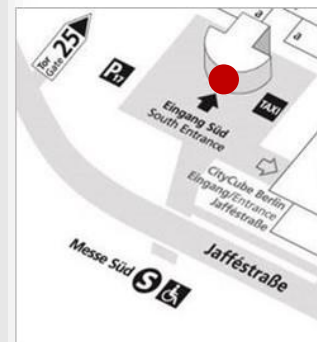 a
a
a
Tor
Gate 25
P17
TAXI
Eingang Süd
South Entrance
CityCube Berlin
Eingang/Entrance
Jafféstraße
Messe Süd S
Jafféstraße